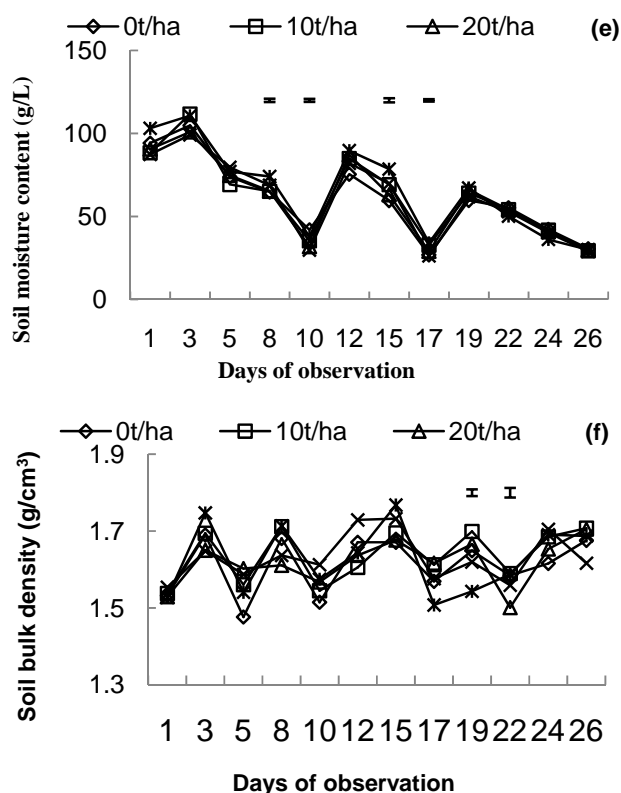 0t/ha 10t/ha 20t/ha (e)
150
100
50
0
Soil moisture content (g/L)
1 3 5 8 10 12 15 17 19 22 24 26
Days of observation
0t/ha 10t/ha 20t/ha (f)
1.9
1.7
1.5
1.3
Soil bulk density (g/cm³)
1 3 5 8 10 12 15 17 19 22 24 26
Days of observation